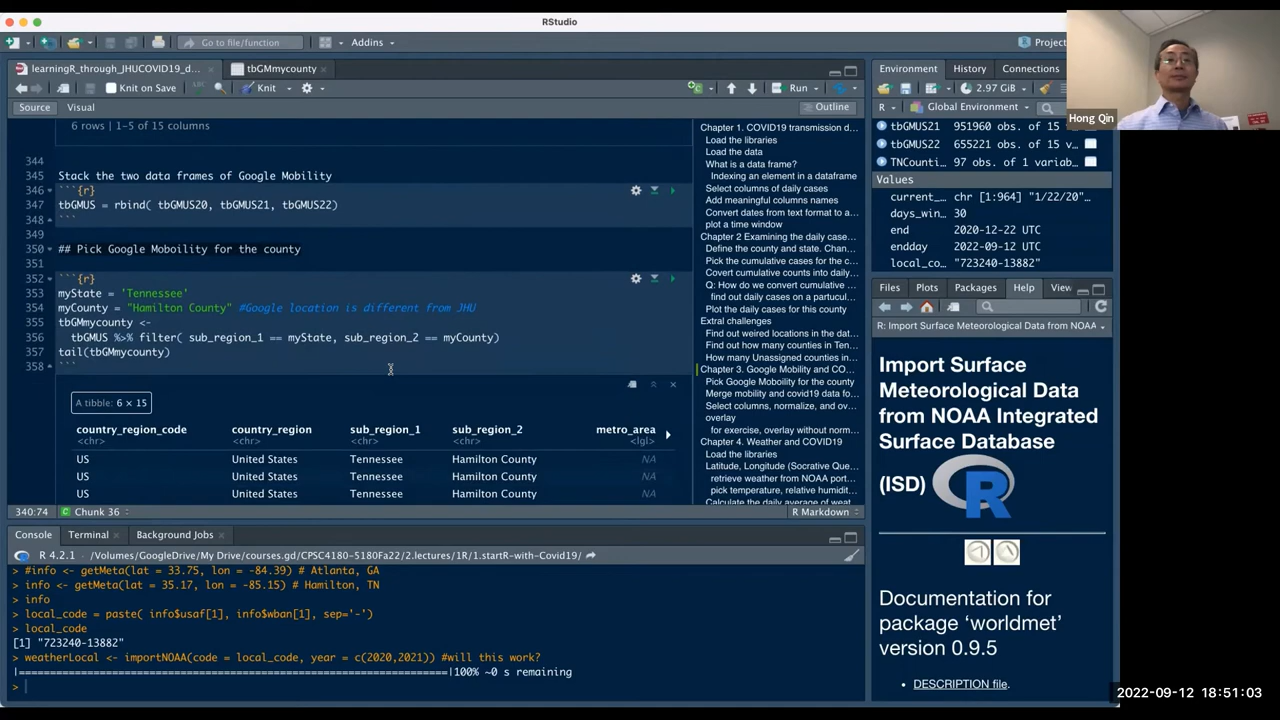 RStudio
Go to file/function
Addins
Project
learningR_through_JHUCOVID19_d...
tbGMmycounty
Knit on Save
Knit
Run
Source
Visual
Outline
6 rows | 1-5 of 15 columns
344
345 Stack the two data frames of Google Mobility
346 ```{r}
347 tbGMUS = rbind( tbGMUS20, tbGMUS21, tbGMUS22)
348 ```
349
350 ## Pick Google Moboility for the county
351
352 ```{r}
353 myState = 'Tennessee'
354 myCounty = "Hamilton County" #Google location is different from JHU
355 tbGMmycounty <-
356 tbGMUS %>% filter( sub_region_1 == myState, sub_region_2 == myCounty)
357 tail(tbGMmycounty)
358 ```
A tibble: 6 × 15
country_region_code country_region sub_region_1 sub_region_2 metro_area
<chr> <chr> <chr> <chr> <lgl>
US United States Tennessee Hamilton County NA
US United States Tennessee Hamilton County NA
US United States Tennessee Hamilton County NA
340:74 Chunk 36 R Markdown
Chapter 1. COVID19 transmission d...
Load the libraries
Load the data
What is a data frame?
Indexing an element in a dataframe
Select columns of daily cases
Add meaningful columns names
Convert dates from text format to a...
plot a time window
Chapter 2 Examining the daily case...
Define the county and state. Chan...
Pick the cumulative cases for the c...
Covert cumulative counts into daily...
Q: How do we convert cumulative ...
find out daily cases on a partucul...
Plot the daily cases for this county
Extral challenges
Find out weired locations in the dat...
Find out how many counties in Ten...
How many Unassigned counties in...
Chapter 3. Google Mobility and CO...
Pick Google Moboility for the county
Merge mobility and covid19 data fo...
Select columns, normalize, and ov...
overlay
for exercise, overlay without norm...
Chapter 4. Weather and COVID19
Load the libraries
Latitude, Longitude (Socrative Que...
retrieve weather from NOAA port...
pick temperature, relative humidit...
Calculate the daily average of weat...
Console
Terminal
Background Jobs
R 4.2.1 · /Volumes/GoogleDrive/My Drive/courses.gd/CPSC4180-5180Fa22/2.lectures/1R/1.startR-with-Covid19/
> #info <- getMeta(lat = 33.75, lon = -84.39) # Atlanta, GA
> info <- getMeta(lat = 35.17, lon = -85.15) # Hamilton, TN
> info
> local_code = paste( info$usaf[1], info$wban[1], sep='-')
> local_code
[1] "723240-13882"
> weatherLocal <- importNOAA(code = local_code, year = c(2020,2021)) #will this work?
|100% ~0 s remaining
>
Environment
History
Connections
2.97 GiB
R
Global Environment
tbGMUS21 951960 obs. of 15 v...
tbGMUS22 655221 obs. of 15 v...
TNCounti... 97 obs. of 1 variab...
Values
current_... chr [1:964] "1/22/20"...
days_win... 30
end 2020-12-22 UTC
endday 2022-09-12 UTC
local_co... "723240-13882"
Files
Plots
Packages
Help
View
R: Import Surface Meteorological Data from NOAA
Import Surface
Meteorological Data
from NOAA Integrated
Surface Database
(ISD)
R
Documentation for
package ‘worldmet’
version 0.9.5
• DESCRIPTION file.
Hong Qin
2022-09-12 18:51:03